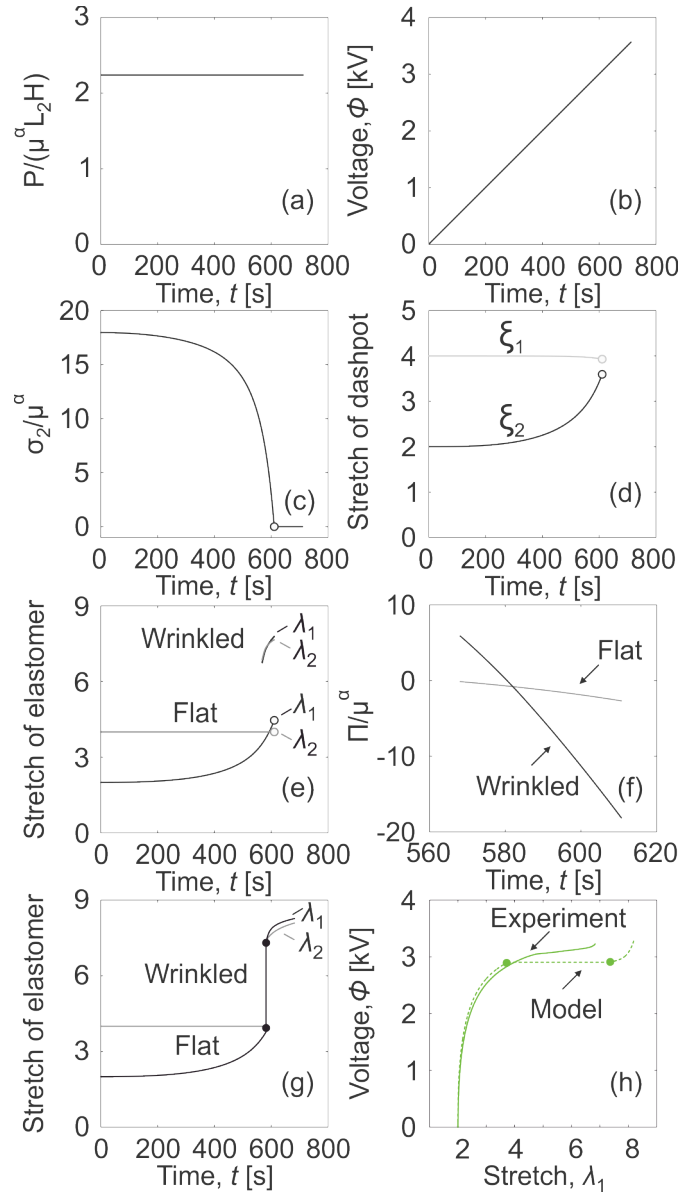 3
2
1
0
P/(μᵅL₂H)
(a)
0 200 400 600 800
Time, t [s]
4
3
2
1
0
Voltage,Φ [kV]
(b)
0 200 400 600 800
Time, t [s]
20
15
10
5
0
σ₂/μᵅ
(c)
0 200 400 600 800
Time, t [s]
5
4
3
2
1
0
Stretch of dashpot
ξ₁
ξ₂
(d)
0 200 400 600 800
Time, t [s]
9
6
3
0
Stretch of elastomer
Wrinkled
λ₁
λ₂
Flat
λ₁
λ₂
(e)
0 200 400 600 800
Time, t [s]
10
0
-10
-20
Π/μᵅ
Flat
Wrinkled
(f)
560 580 600 620
Time, t [s]
9
6
3
0
Stretch of elastomer
λ₁
λ₂
Wrinkled
Flat
(g)
0 200 400 600 800
Time, t [s]
4
3
2
1
0
Voltage,Φ [kV]
Experiment
Model
(h)
2 4 6 8
Stretch, λ₁